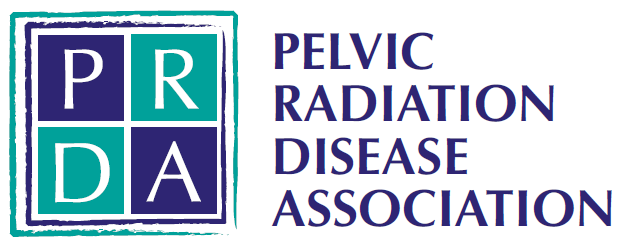 P R
D A
PELVIC
RADIATION
DISEASE
ASSOCIATION